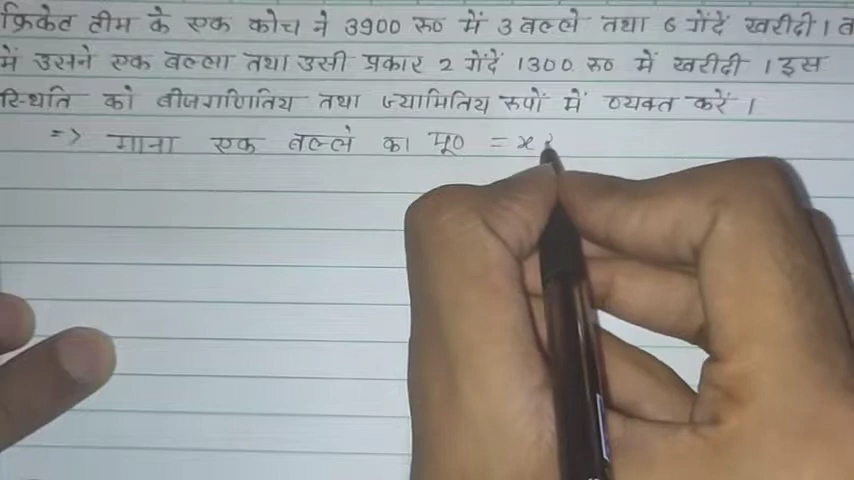 क्रिकेट टीम के एक कोच ने 3900 रू० में 3 बल्ले तथा 6 गेंदें खरीदी ।
में उसने एक बल्ला तथा उसी प्रकार 2 गेंदें 1300 रू० में खरीदी । इस
स्थिति को बीजगणितिय तथा ज्यामितिय रूपों में व्यक्त करें ।
=> माना एक बल्ले का मू० = x